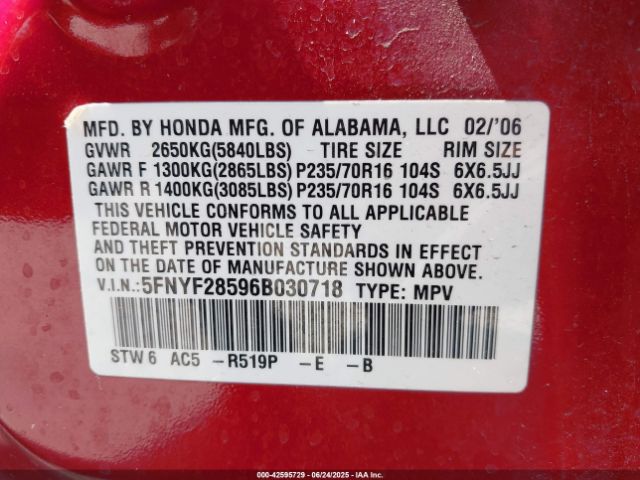 MFD. BY HONDA MFG. OF ALABAMA, LLC 02/'06
GVWR 2650KG(5840LBS) TIRE SIZE RIM SIZE
GAWR F 1300KG(2865LBS) P235/70R16 104S 6X6.5JJ
GAWR R 1400KG(3085LBS) P235/70R16 104S 6X6.5JJ
THIS VEHICLE CONFORMS TO ALL APPLICABLE
FEDERAL MOTOR VEHICLE SAFETY
AND THEFT PREVENTION STANDARDS IN EFFECT
ON THE DATE OF MANUFACTURE SHOWN ABOVE.
V.I.N.:5FNYF28596B030718 TYPE: MPV
STW 6 AC5 -R519P -E -B
000-42595729 - 06/24/2025 - IAAI.COM